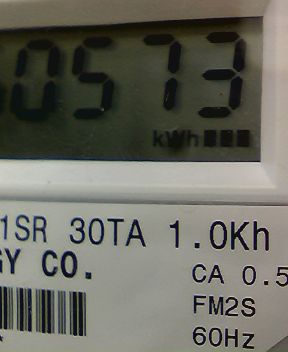 0573
kWh
1SR 30TA 1.0Kh
GY CO.
CA 0.5
FM2S
60Hz